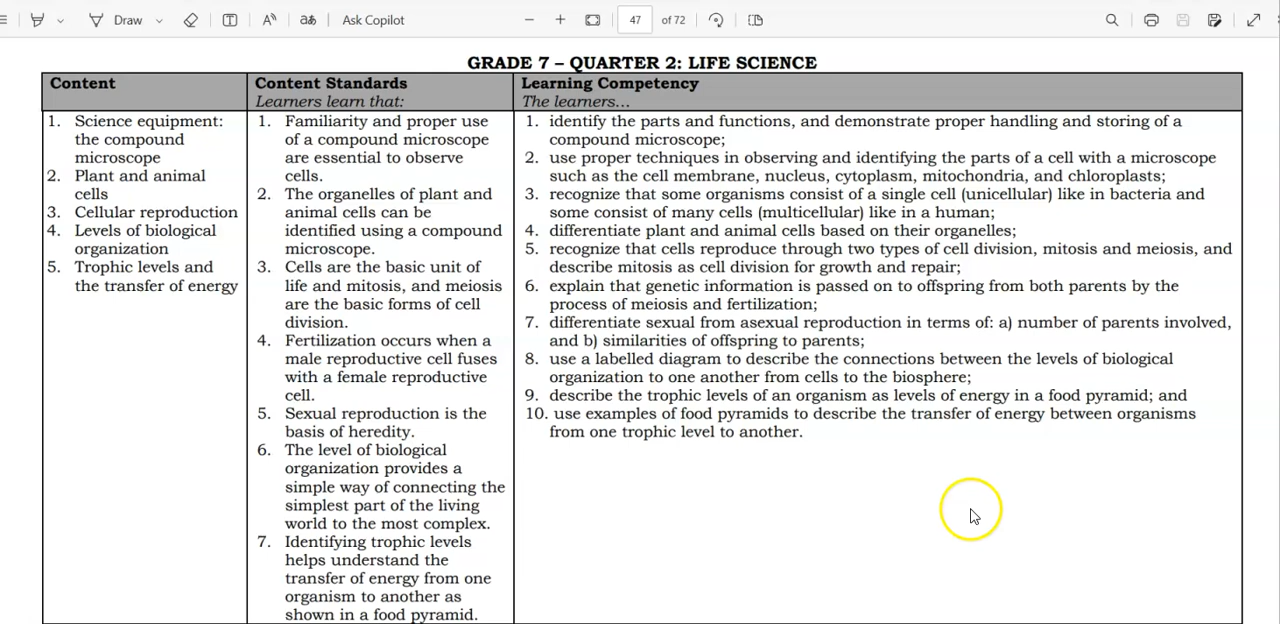 Draw
Ask Copilot
47 of 72
GRADE 7 – QUARTER 2: LIFE SCIENCE
Content
Content Standards
Learners learn that:
Learning Competency
The learners…
1. Science equipment:
the compound
microscope
2. Plant and animal
cells
3. Cellular reproduction
4. Levels of biological
organization
5. Trophic levels and
the transfer of energy
1. Familiarity and proper use
of a compound microscope
are essential to observe
cells.
2. The organelles of plant and
animal cells can be
identified using a compound
microscope.
3. Cells are the basic unit of
life and mitosis, and meiosis
are the basic forms of cell
division.
4. Fertilization occurs when a
male reproductive cell fuses
with a female reproductive
cell.
5. Sexual reproduction is the
basis of heredity.
6. The level of biological
organization provides a
simple way of connecting the
simplest part of the living
world to the most complex.
7. Identifying trophic levels
helps understand the
transfer of energy from one
organism to another as
shown in a food pyramid.
1. identify the parts and functions, and demonstrate proper handling and storing of a
compound microscope;
2. use proper techniques in observing and identifying the parts of a cell with a microscope
such as the cell membrane, nucleus, cytoplasm, mitochondria, and chloroplasts;
3. recognize that some organisms consist of a single cell (unicellular) like in bacteria and
some consist of many cells (multicellular) like in a human;
4. differentiate plant and animal cells based on their organelles;
5. recognize that cells reproduce through two types of cell division, mitosis and meiosis, and
describe mitosis as cell division for growth and repair;
6. explain that genetic information is passed on to offspring from both parents by the
process of meiosis and fertilization;
7. differentiate sexual from asexual reproduction in terms of: a) number of parents involved,
and b) similarities of offspring to parents;
8. use a labelled diagram to describe the connections between the levels of biological
organization to one another from cells to the biosphere;
9. describe the trophic levels of an organism as levels of energy in a food pyramid; and
10. use examples of food pyramids to describe the transfer of energy between organisms
from one trophic level to another.